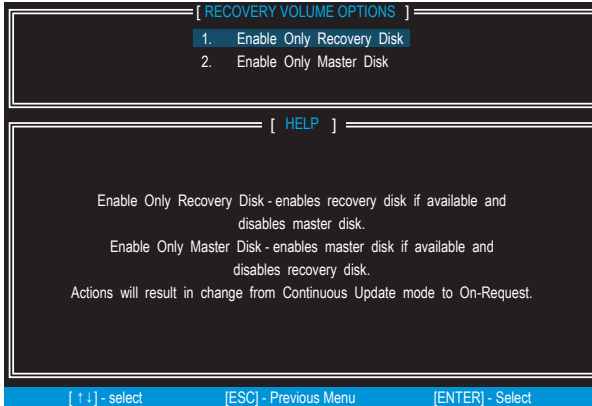 [ RECOVERY VOLUME OPTIONS ]
1. Enable Only Recovery Disk
2. Enable Only Master Disk
[ HELP ]
Enable Only Recovery Disk - enables recovery disk if available and
disables master disk.
Enable Only Master Disk - enables master disk if available and
disables recovery disk.
Actions will result in change from Continuous Update mode to On-Request.
[ ↑↓] - select [ESC] - Previous Menu [ENTER] - Select